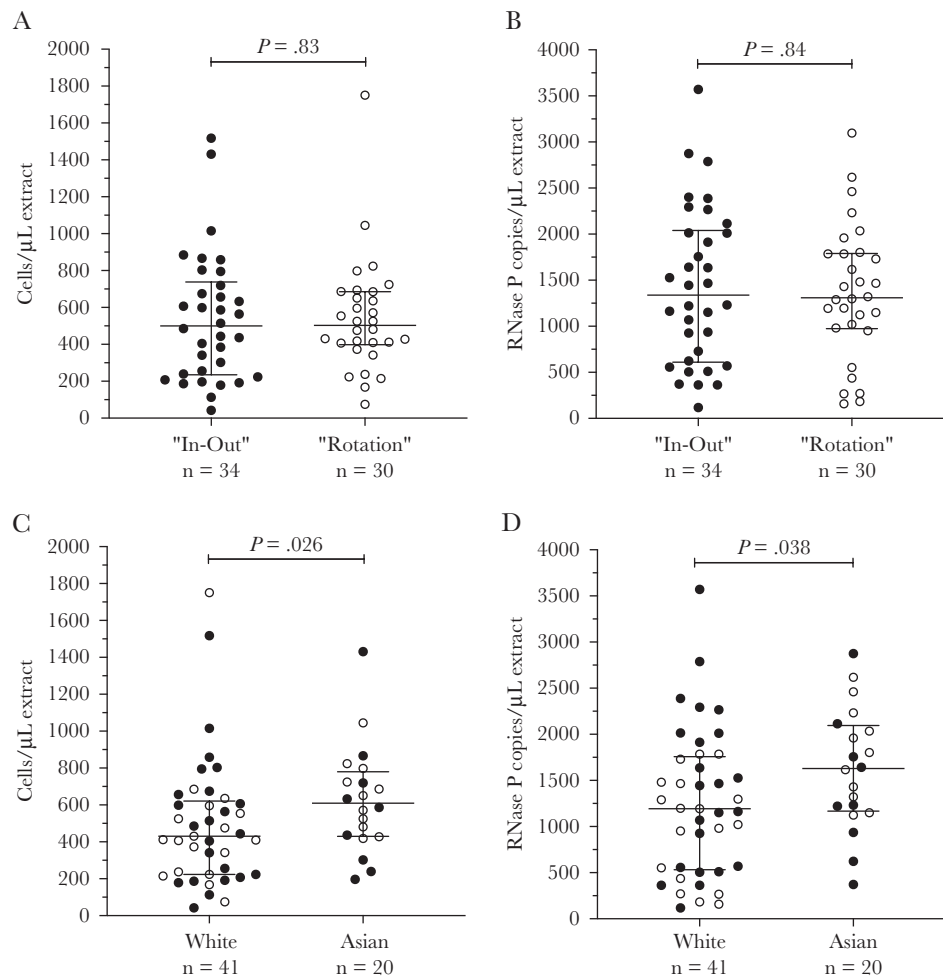 A
P = .83
2000
1800
1600
1400
1200
1000
800
600
400
200
0
Cells/µL extract
"In-Out"
n = 34
"Rotation"
n = 30
B
P = .84
4000
3500
3000
2500
2000
1500
1000
500
0
RNase P copies/µL extract
"In-Out"
n = 34
"Rotation"
n = 30
C
P = .026
2000
1800
1600
1400
1200
1000
800
600
400
200
0
Cells/µL extract
White
n = 41
Asian
n = 20
D
P = .038
4000
3500
3000
2500
2000
1500
1000
500
0
RNase P copies/µL extract
White
n = 41
Asian
n = 20